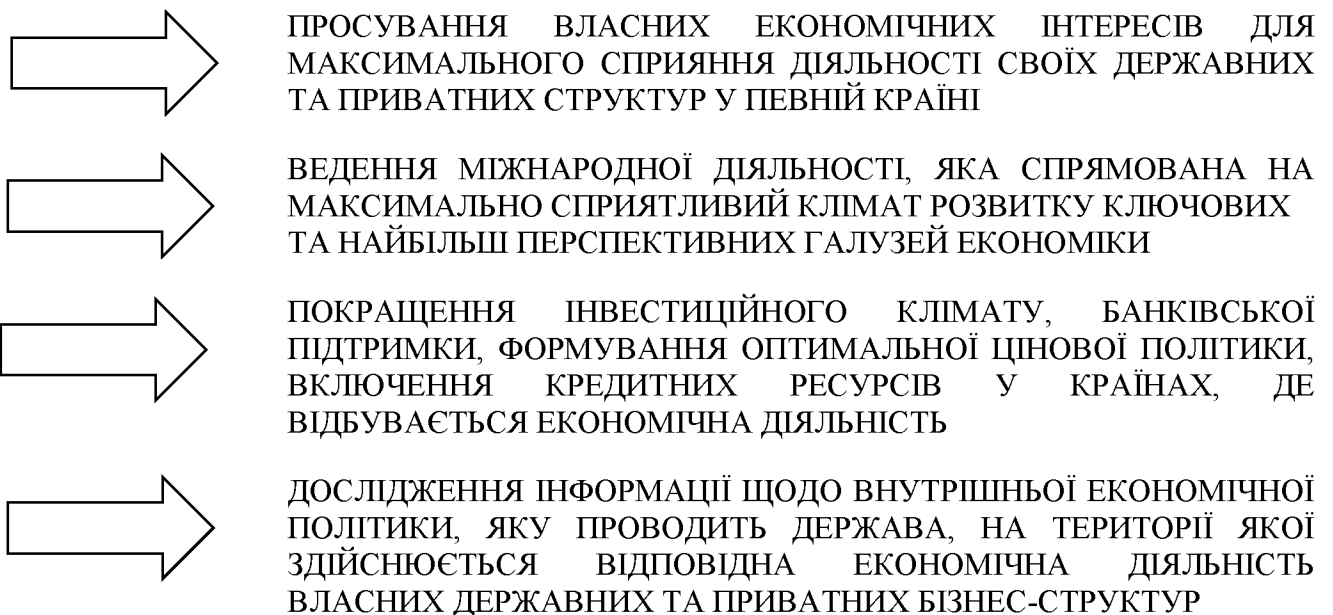 ПРОСУВАННЯ ВЛАСНИХ ЕКОНОМІЧНИХ ІНТЕРЕСІВ ДЛЯ
МАКСИМАЛЬНОГО СПРИЯННЯ ДІЯЛЬНОСТІ СВОЇХ ДЕРЖАВНИХ
ТА ПРИВАТНИХ СТРУКТУР У ПЕВНІЙ КРАЇНІ
ВЕДЕННЯ МІЖНАРОДНОЇ ДІЯЛЬНОСТІ, ЯКА СПРЯМОВАНА НА
МАКСИМАЛЬНО СПРИЯТЛИВИЙ КЛІМАТ РОЗВИТКУ КЛЮЧОВИХ
ТА НАЙБІЛЬШ ПЕРСПЕКТИВНИХ ГАЛУЗЕЙ ЕКОНОМІКИ
ПОКРАЩЕННЯ ІНВЕСТИЦІЙНОГО КЛІМАТУ, БАНКІВСЬКОЇ
ПІДТРИМКИ, ФОРМУВАННЯ ОПТИМАЛЬНОЇ ЦІНОВОЇ ПОЛІТИКИ,
ВКЛЮЧЕННЯ КРЕДИТНИХ РЕСУРСІВ У КРАЇНАХ, ДЕ
ВІДБУВАЄТЬСЯ ЕКОНОМІЧНА ДІЯЛЬНІСТЬ
ДОСЛІДЖЕННЯ ІНФОРМАЦІЇ ЩОДО ВНУТРІШНЬОЇ ЕКОНОМІЧНОЇ
ПОЛІТИКИ, ЯКУ ПРОВОДИТЬ ДЕРЖАВА, НА ТЕРИТОРІЇ ЯКОЇ
ЗДІЙСНЮЄТЬСЯ ВІДПОВІДНА ЕКОНОМІЧНА ДІЯЛЬНІСТЬ
ВЛАСНИХ ДЕРЖАВНИХ ТА ПРИВАТНИХ БІЗНЕС-СТРУКТУР